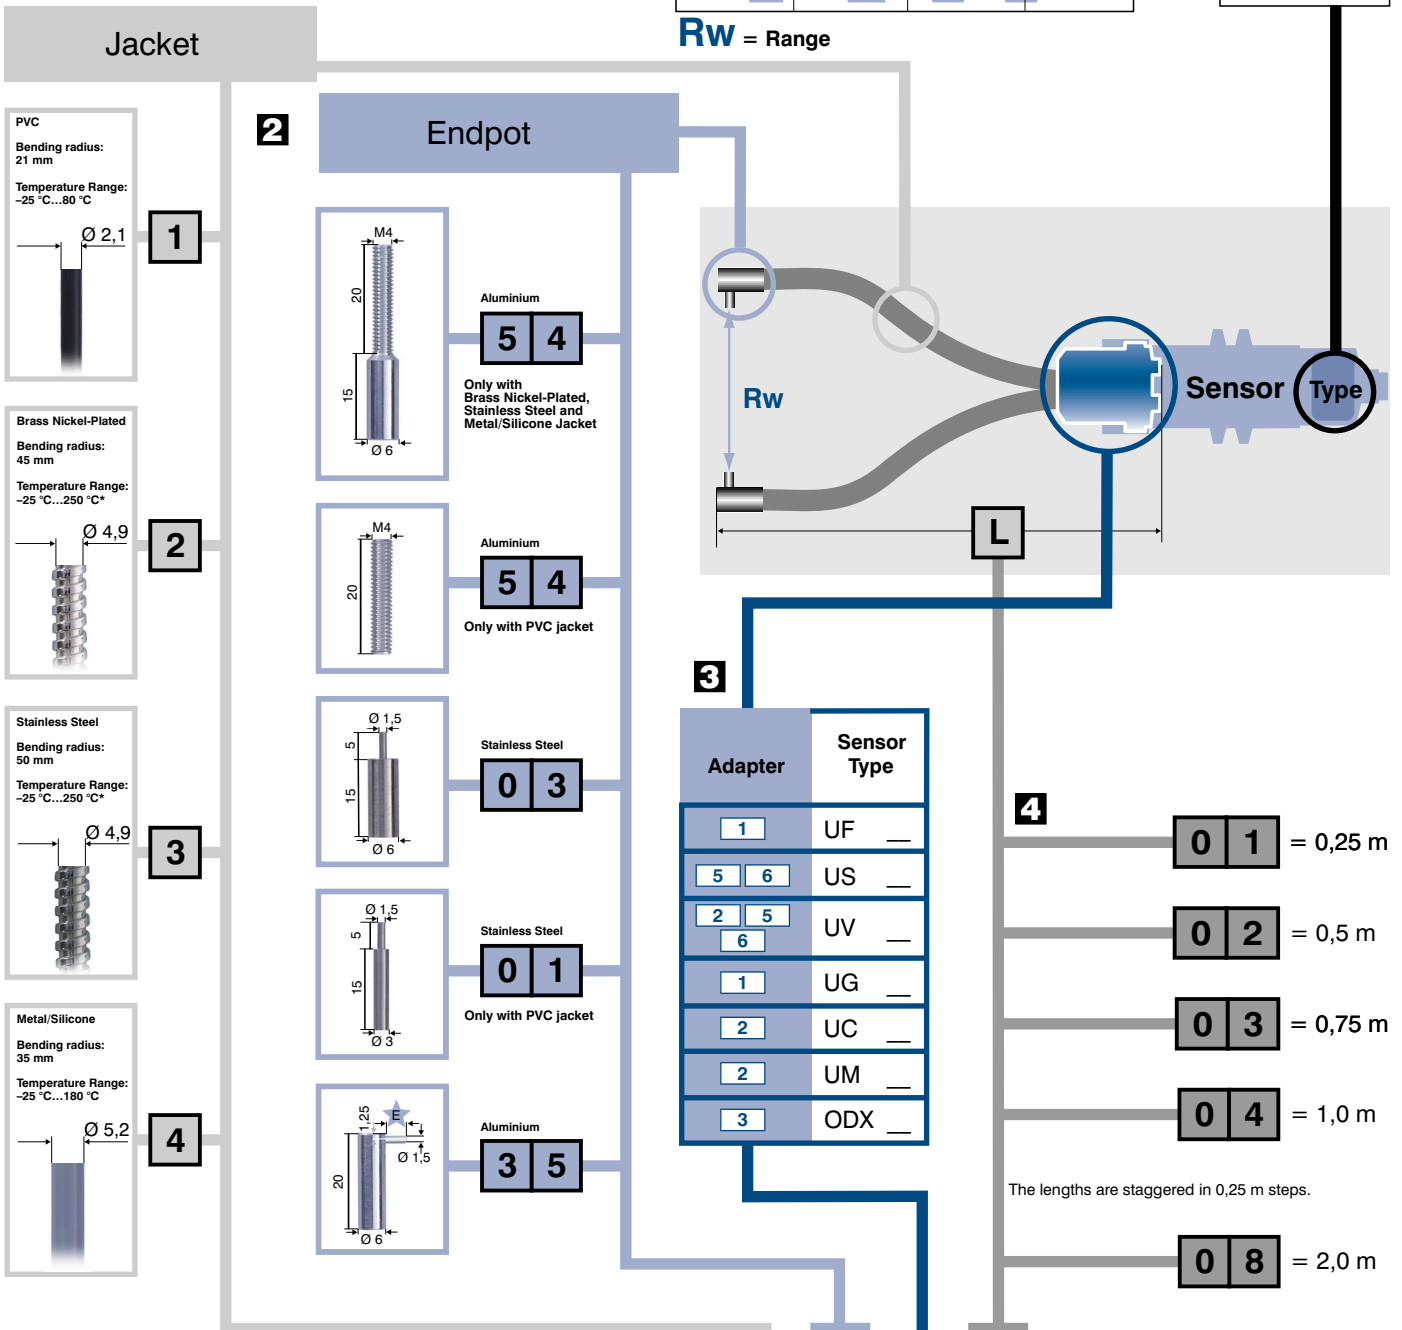 Rw = Range
Jacket
PVC
Bending radius:
21 mm
Temperature Range:
–25 °C...80 °C
Ø 2,1
1
Brass Nickel-Plated
Bending radius:
45 mm
Temperature Range:
–25 °C...250 °C*
Ø 4,9
2
Stainless Steel
Bending radius:
50 mm
Temperature Range:
–25 °C...250 °C*
Ø 4,9
3
Metal/Silicone
Bending radius:
35 mm
Temperature Range:
–25 °C...180 °C
Ø 5,2
4
2
Endpot
M4
20
15
Ø 6
Aluminium
5 4
Only with
Brass Nickel-Plated,
Stainless Steel and
Metal/Silicone Jacket
M4
20
Aluminium
5 4
Only with PVC jacket
Ø 1,5
5
15
Ø 6
Stainless Steel
0 3
Ø 1,5
5
15
Ø 3
Stainless Steel
0 1
Only with PVC jacket
1,25
E
Ø 1,5
20
Ø 6
Aluminium
3 5
Rw
Sensor
Type
L
3
Adapter
Sensor
Type
1 UF __
5 6 US __
2 5
6 UV __
1 UG __
2 UC __
2 UM __
3 ODX __
4
0 1 = 0,25 m
0 2 = 0,5 m
0 3 = 0,75 m
0 4 = 1,0 m
The lengths are staggered in 0,25 m steps.
0 8 = 2,0 m